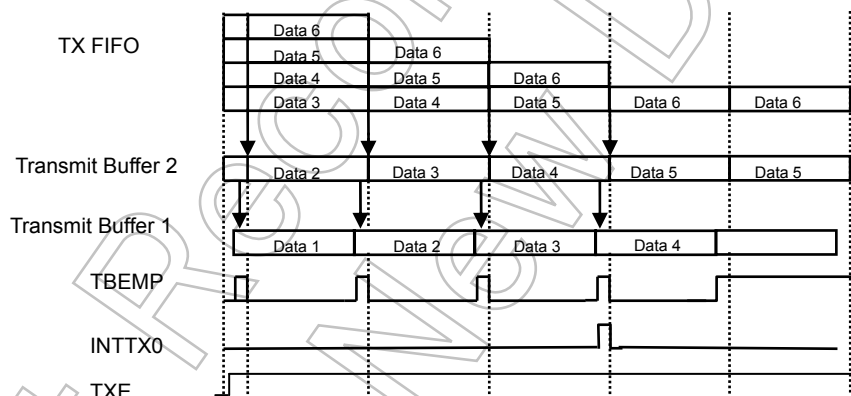 TX FIFO
Data 6
Data 5 Data 6
Data 4 Data 5 Data 6
Data 3 Data 4 Data 5 Data 6 Data 6
Transmit Buffer 2
Data 2 Data 3 Data 4 Data 5 Data 5
Transmit Buffer 1
Data 1 Data 2 Data 3 Data 4
TBEMP
INTTX0
TXE